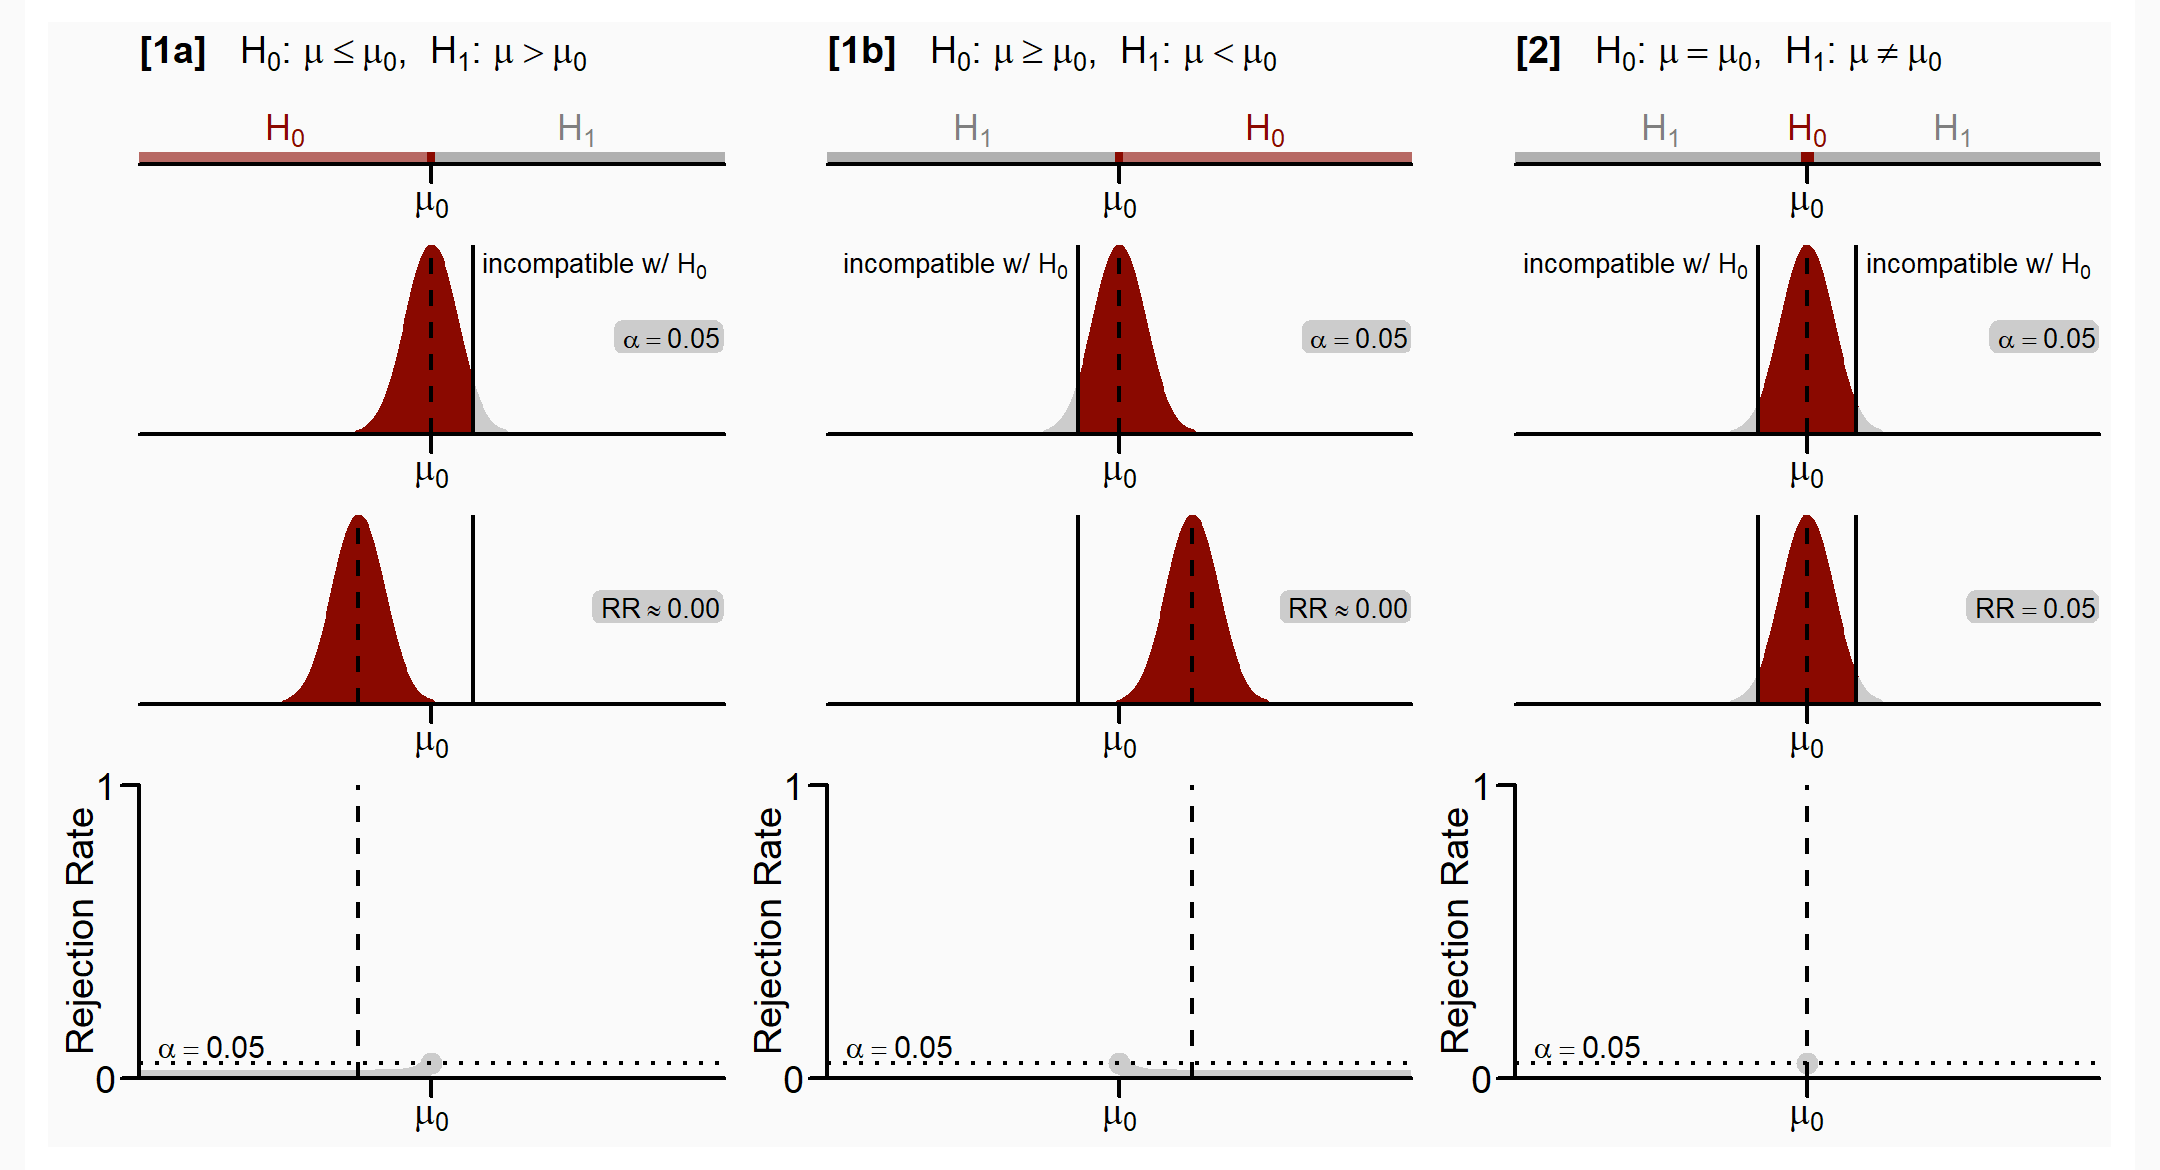 [1a] H₀: μ ≤ μ₀, H₁: μ > μ₀
H₀ H₁
μ₀
incompatible w/ H₀
α = 0.05
μ₀
RR ≈ 0.00
μ₀
1
Rejection Rate
α = 0.05
0
μ₀
[1b] H₀: μ ≥ μ₀, H₁: μ < μ₀
H₁ H₀
μ₀
incompatible w/ H₀
α = 0.05
μ₀
RR ≈ 0.00
μ₀
1
Rejection Rate
α = 0.05
0
μ₀
[2] H₀: μ = μ₀, H₁: μ ≠ μ₀
H₁ H₀ H₁
μ₀
incompatible w/ H₀ incompatible w/ H₀
α = 0.05
μ₀
RR = 0.05
μ₀
1
Rejection Rate
α = 0.05
0
μ₀